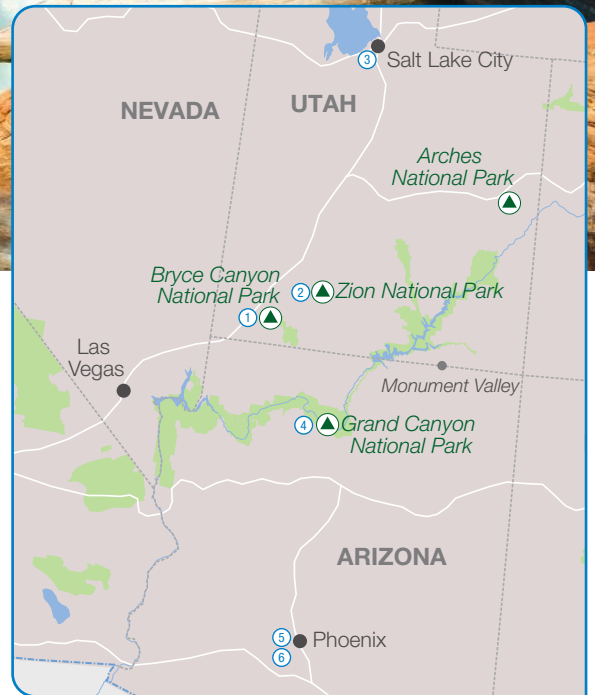 3
Salt Lake City
NEVADA
UTAH
Arches
National Park
Bryce Canyon
National Park
2
Zion National Park
1
Las
Vegas
Monument Valley
4
Grand Canyon
National Park
ARIZONA
5
Phoenix
6